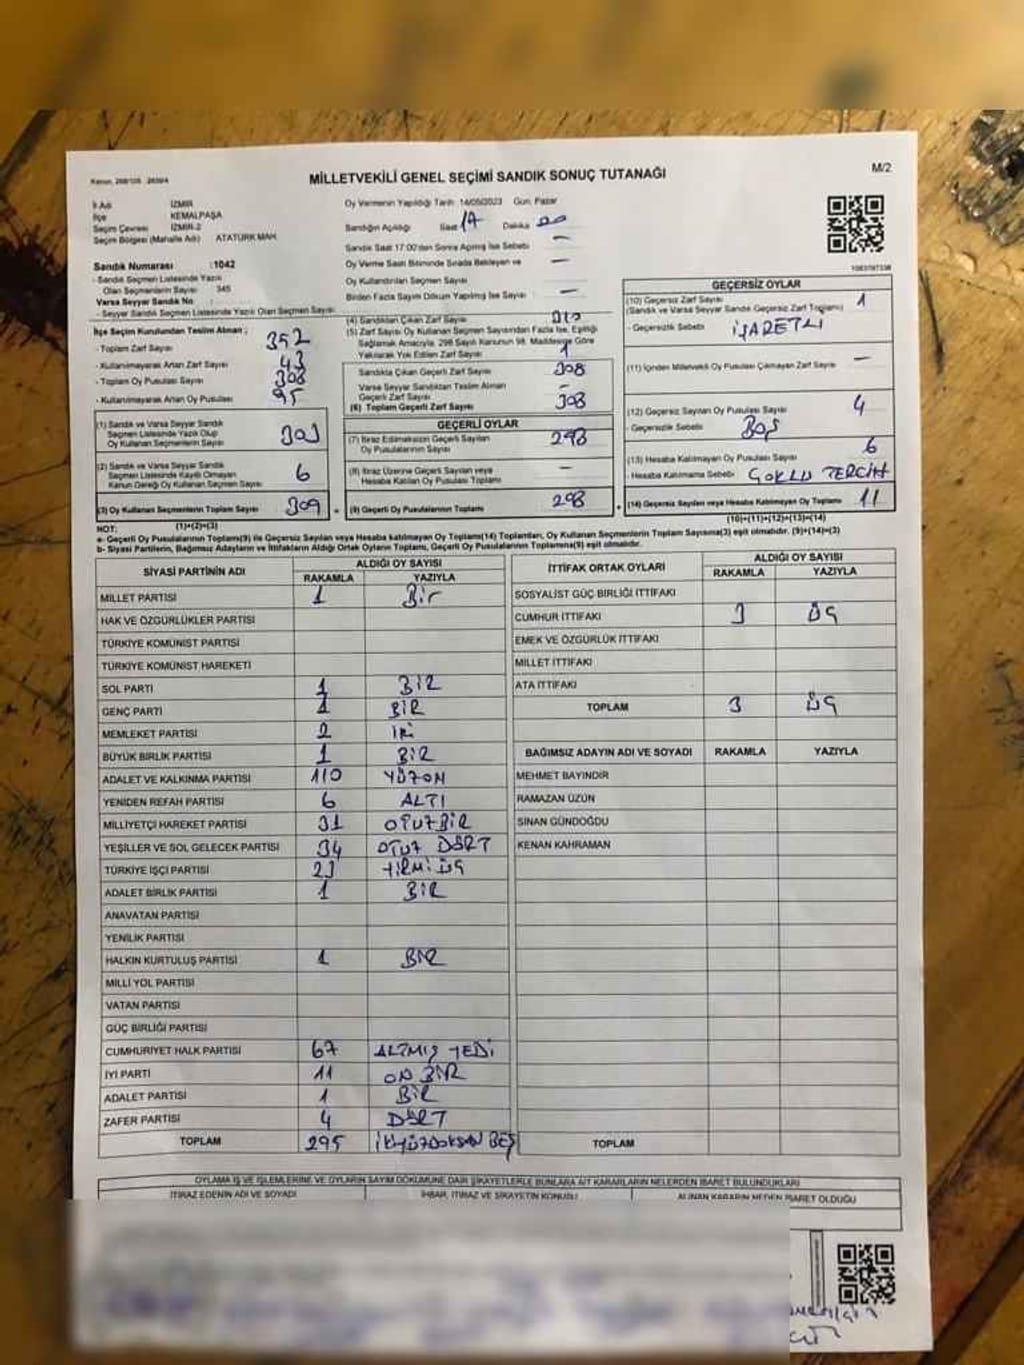 MİLLETVEKİLİ GENEL SEÇİMİ SANDIK SONUÇ TUTANAĞI
M/2
İl Adı İZMİR
İlçe KEMALPAŞA
Seçim Çevresi İZMİR-2
Seçim Bölgesi (Mahalle Adı) ATATÜRK MAH.
Sandık Numarası :1042
- Sandık Seçmen Listesinde Yazılı
Olan Seçmenlerin Sayısı 345
Varsa Seyyar Sandık No
- Seyyar Sandık Seçmen Listesinde Yazılı Olan Seçmen Sayısı
İlçe Seçim Kurulundan Teslim Alınan ;
- Toplam Zarf Sayısı 352
- Kullanılmayarak Artan Zarf Sayısı 43
- Toplam Oy Pusulası Sayısı 308
- Kullanılmayarak Artan Oy Pusulası 95
(1) Sandık ve Varsa Seyyar Sandık
Seçmen Listesinde Yazılı Olup
Oy Kullanan Seçmenlerin Sayısı 303
(2) Sandık ve Varsa Seyyar Sandık
Seçmen Listesinde Kayıtlı Olmayan
Kanun Gereği Oy Kullanan Seçmen Sayısı 6
(3) Oy Kullanan Seçmenlerin Toplam Sayısı 309
(1)+(2)=(3)
Oy Vermenin Yapıldığı Tarih 14/05/2023 Gün: Pazar
Sandığın Açıldığı Saat 17 Dakika 00
Sandık Saat 17:00'den Sonra Açılmış İse Sebebi —
Oy Verme Saati Bitiminde Sırada Bekleyen ve
Oy Kullandırılan Seçmen Sayısı —
Birden Fazla Sayım Döküm Yapılmış İse Sayısı —
(4) Sandıktan Çıkan Zarf Sayısı
(5) Zarf Sayısı Oy Kullanan Seçmen Sayısından Fazla İse, Eşitliği
Sağlamak Amacıyla, 298 Sayılı Kanunun 98. Maddesine Göre
Yakılarak Yok Edilen Zarf Sayısı 1
Sandıkta Çıkan Geçerli Zarf Sayısı 308
Varsa Seyyar Sandıktan Teslim Alınan
Geçerli Zarf Sayısı —
(6) Toplam Geçerli Zarf Sayısı 308
GEÇERLİ OYLAR
(7) İtiraz Edilmeksizin Geçerli Sayılan
Oy Pusulalarının Sayısı 298
(8) İtiraz Üzerine Geçerli Sayılan veya
Hesaba Katılan Oy Pusulası Toplamı —
(9) Geçerli Oy Pusulalarının Toplamı 298
GEÇERSİZ OYLAR
(10) Geçersiz Zarf Sayısı 1
(Sandık ve Varsa Seyyar Sandık Geçersiz Zarf Toplamı)
- Geçersizlik Sebebi İŞARETLİ
(11) İçinden Milletvekili Oy Pusulası Çıkmayan Zarf Sayısı —
(12) Geçersiz Sayılan Oy Pusulası Sayısı 4
- Geçersizlik Sebebi BOŞ
(13) Hesaba Katılmayan Oy Pusulası Sayısı 6
- Hesaba Katılmama Sebebi ÇOKLU TERCİH
(14) Geçersiz Sayılan veya Hesaba Katılmayan Oy Toplamı 11
(10)+(11)+(12)+(13)=(14)
NOT:
a- Geçerli Oy Pusulalarının Toplamı(9) ile Geçersiz Sayılan veya Hesaba Katılmayan Oy Toplamı(14) Toplamları, Oy Kullanan Seçmenlerin Toplam Sayısına(3) eşit olmalıdır. (9)+(14)=(3)
b- Siyasi Partilerin, Bağımsız Adayların ve İttifakların Aldığı Oyların Toplamı, Geçerli Oy Pusulalarının Toplamına(9) eşit olmalıdır.
SİYASİ PARTİNİN ADI ALDIĞI OY SAYISI
RAKAMLA YAZIYLA
MİLLET PARTİSİ 1 Bir
HAK VE ÖZGÜRLÜKLER PARTİSİ
TÜRKİYE KOMÜNİST PARTİSİ
TÜRKİYE KOMÜNİST HAREKETİ
SOL PARTİ 1 BİR
GENÇ PARTİ 1 BİR
MEMLEKET PARTİSİ 2 İKİ
BÜYÜK BİRLİK PARTİSİ 1 BİR
ADALET VE KALKINMA PARTİSİ 110 YÜZON
YENİDEN REFAH PARTİSİ 6 ALTI
MİLLİYETÇİ HAREKET PARTİSİ 31 OTUZBİR
YEŞİLLER VE SOL GELECEK PARTİSİ 34 OTUZ DÖRT
TÜRKİYE İŞÇİ PARTİSİ 23 YİRMİ ÜÇ
ADALET BİRLİK PARTİSİ 1 BİR
ANAVATAN PARTİSİ
YENİLİK PARTİSİ
HALKIN KURTULUŞ PARTİSİ 1 BİR
MİLLİ YOL PARTİSİ
VATAN PARTİSİ
GÜÇ BİRLİĞİ PARTİSİ
CUMHURİYET HALK PARTİSİ 67 ALTMIŞ YEDİ
İYİ PARTİ 11 ON BİR
ADALET PARTİSİ 1 BİR
ZAFER PARTİSİ 4 DÖRT
TOPLAM 295 İKİYÜZDOKSAN BEŞ
İTTİFAK ORTAK OYLARI ALDIĞI OY SAYISI
RAKAMLA YAZIYLA
SOSYALİST GÜÇ BİRLİĞİ İTTİFAKI
CUMHUR İTTİFAKI 3 ÜÇ
EMEK VE ÖZGÜRLÜK İTTİFAKI
MİLLET İTTİFAKI
ATA İTTİFAKI
TOPLAM 3 ÜÇ
BAĞIMSIZ ADAYIN ADI VE SOYADI RAKAMLA YAZIYLA
MEHMET BAYINDIR
RAMAZAN ÜZÜN
SİNAN GÜNDOĞDU
KENAN KAHRAMAN
TOPLAM
OYLAMA İŞ VE İŞLEMLERİNE VE OYLARIN SAYIM DÖKÜMÜNE DAİR ŞİKAYETLERLE BUNLARA AİT KARARLARIN NELERDEN İBARET BULUNDUKLARI
İTİRAZ EDENİN ADI VE SOYADI İHBAR, İTİRAZ VE ŞİKAYETİN KONUSU ALINAN KARARIN NEDEN İBARET OLDUĞU